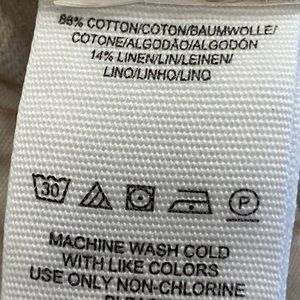 86% COTTON/COTON/BAUMWOLLE/
COTONE/ALGODÃO/ALGODÓN
14% LINEN/LIN/LEINEN/
LINO/LINHO/LINO
30 P
MACHINE WASH COLD
WITH LIKE COLORS
USE ONLY NON-CHLORINE